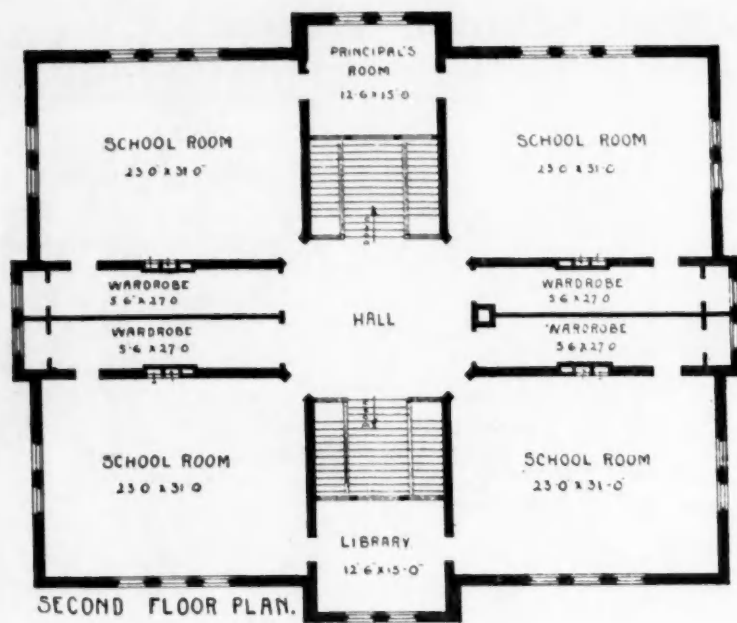 PRINCIPAL'S
ROOM
12·6 X 15·0
SCHOOL ROOM
23·0" X 31·0"
SCHOOL ROOM
23·0 X 31·0
DOWN
WARDROBE
5·6" X 27·0
WARDROBE
5·6 X 27·0
HALL
WARDROBE
5·6 X 27·0
WARDROBE
5·6 X 27·0
DOWN
SCHOOL ROOM
23·0 X 31·0
SCHOOL ROOM
23·0" X 31·0"
LIBRARY
12'6" X 15·0"
SECOND FLOOR PLAN.